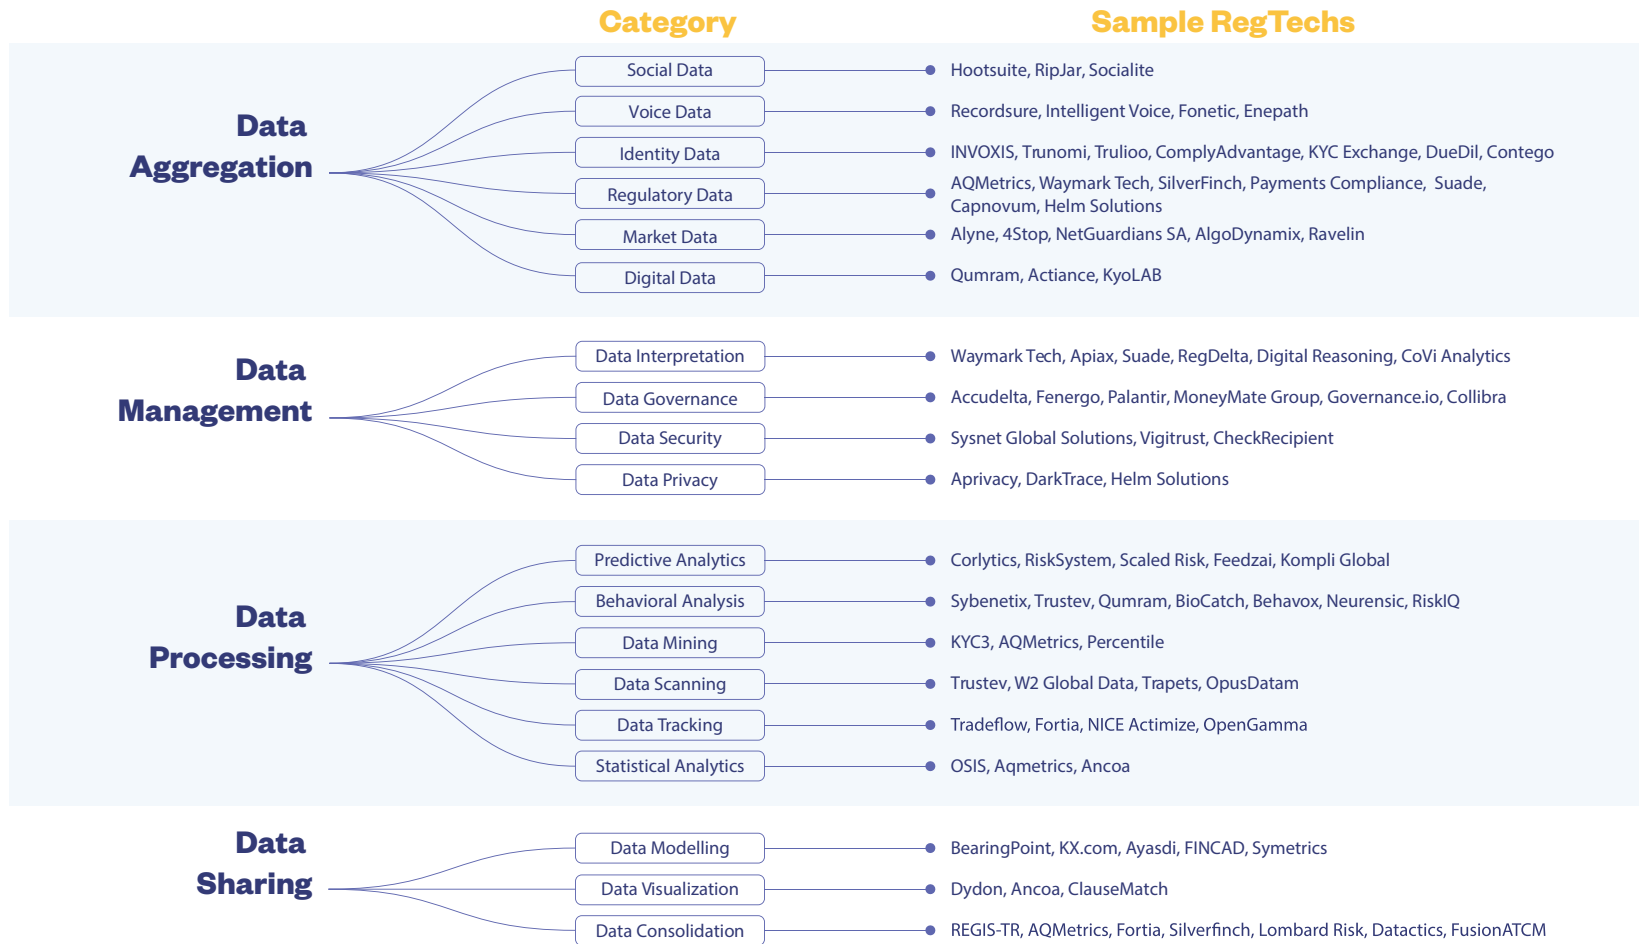 Category Sample RegTechs
Data
Aggregation
Social Data Hootsuite, RipJar, Socialite
Voice Data Recordsure, Intelligent Voice, Fonetic, Enepath
Identity Data INVOXIS, Trunomi, Trulioo, ComplyAdvantage, KYC Exchange, DueDil, Contego
Regulatory Data AQMetrics, Waymark Tech, SilverFinch, Payments Compliance, Suade,
Capnovum, Helm Solutions
Market Data Alyne, 4Stop, NetGuardians SA, AlgoDynamix, Ravelin
Digital Data Qumram, Actiance, KyoLAB
Data
Management
Data Interpretation Waymark Tech, Apiax, Suade, RegDelta, Digital Reasoning, CoVi Analytics
Data Governance Accudelta, Fenergo, Palantir, MoneyMate Group, Governance.io, Collibra
Data Security Sysnet Global Solutions, Vigitrust, CheckRecipient
Data Privacy Aprivacy, DarkTrace, Helm Solutions
Data
Processing
Predictive Analytics Corlytics, RiskSystem, Scaled Risk, Feedzai, Kompli Global
Behavioral Analysis Sybenetix, Trustev, Qumram, BioCatch, Behavox, Neurensic, RiskIQ
Data Mining KYC3, AQMetrics, Percentile
Data Scanning Trustev, W2 Global Data, Trapets, OpusDatam
Data Tracking Tradeflow, Fortia, NICE Actimize, OpenGamma
Statistical Analytics OSIS, Aqmetrics, Ancoa
Data
Sharing
Data Modelling BearingPoint, KX.com, Ayasdi, FINCAD, Symetrics
Data Visualization Dydon, Ancoa, ClauseMatch
Data Consolidation REGIS-TR, AQMetrics, Fortia, Silverfinch, Lombard Risk, Datactics, FusionATCM